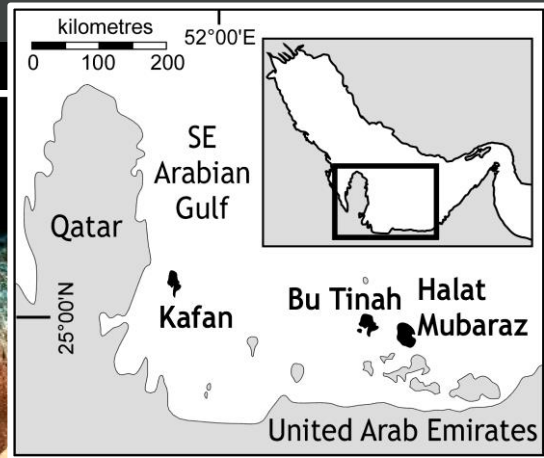 kilometres
0 100 200
52°00'E
SE
Arabian
Gulf
Qatar
25°00'N
Kafan
Bu Tinah
Halat
Mubaraz
United Arab Emirates